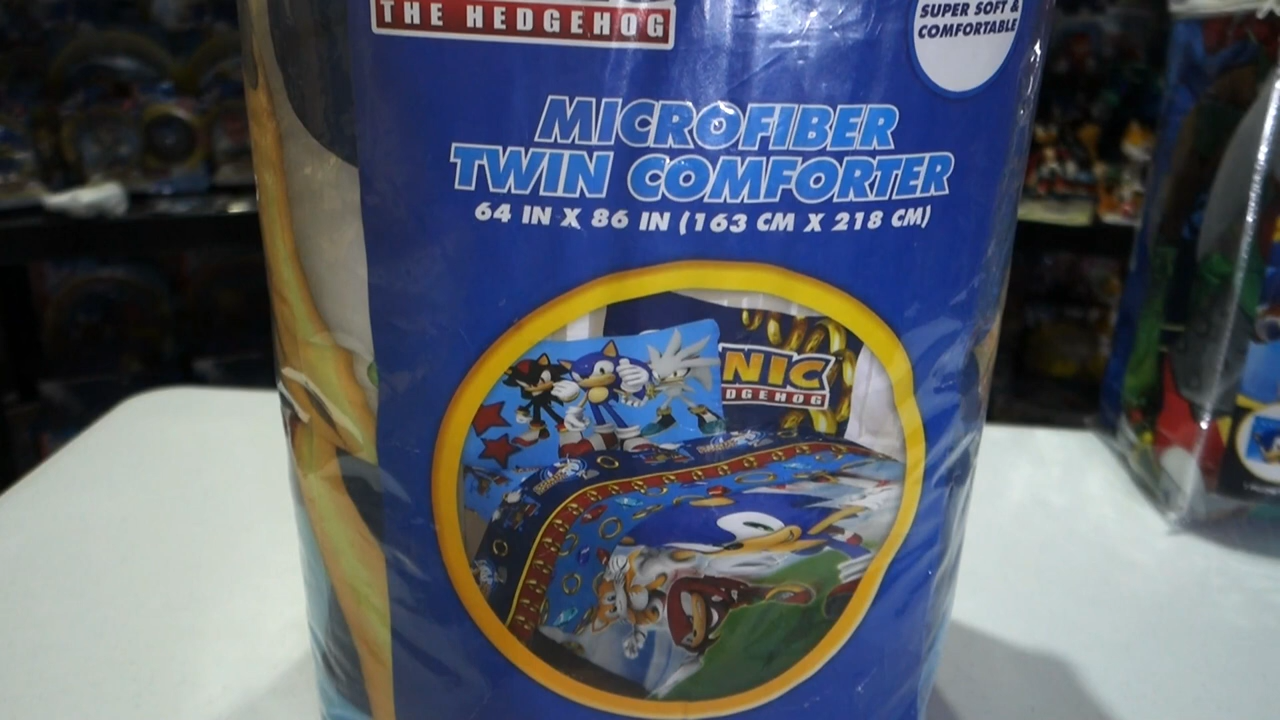 THE HEDGEHOG
SUPER SOFT &
COMFORTABLE
MICROFIBER
TWIN COMFORTER
64 IN X 86 IN (163 CM X 218 CM)
NIC
DGEHOG